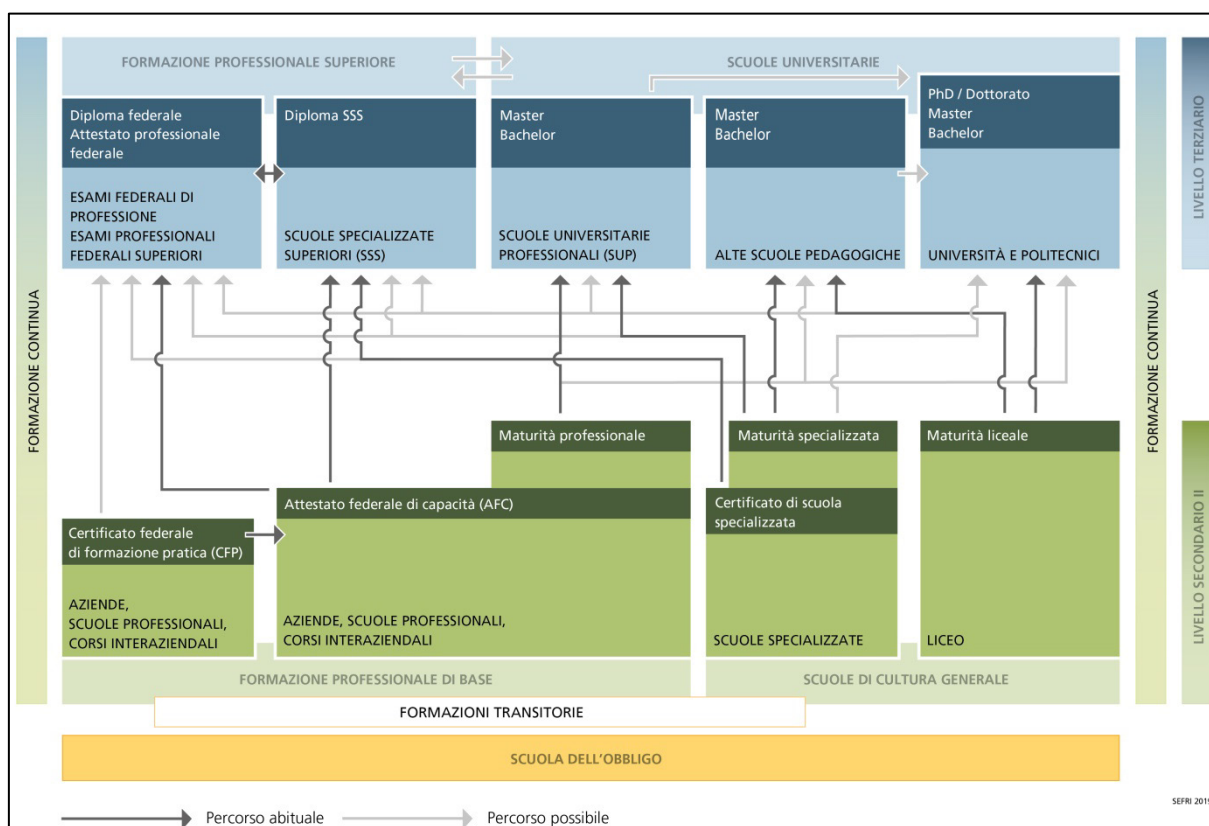 FORMAZIONE CONTINUA
FORMAZIONE PROFESSIONALE SUPERIORE
SCUOLE UNIVERSITARIE
FORMAZIONE CONTINUA
LIVELLO TERZIARIO
Diploma federale
Attestato professionale
federale
ESAMI FEDERALI DI
PROFESSIONE
ESAMI PROFESSIONALI
FEDERALI SUPERIORI
Diploma SSS
SCUOLE SPECIALIZZATE
SUPERIORI (SSS)
Master
Bachelor
SCUOLE UNIVERSITARIE
PROFESSIONALI (SUP)
Master
Bachelor
ALTE SCUOLE PEDAGOGICHE
PhD / Dottorato
Master
Bachelor
UNIVERSITÀ E POLITECNICI
LIVELLO SECONDARIO II
Maturità professionale
Maturità specializzata
Maturità liceale
Attestato federale di capacità (AFC)
Certificato di scuola
specializzata
Certificato federale
di formazione pratica (CFP)
AZIENDE,
SCUOLE PROFESSIONALI,
CORSI INTERAZIENDALI
AZIENDE, SCUOLE PROFESSIONALI,
CORSI INTERAZIENDALI
SCUOLE SPECIALIZZATE
LICEO
FORMAZIONE PROFESSIONALE DI BASE
SCUOLE DI CULTURA GENERALE
FORMAZIONI TRANSITORIE
SCUOLA DELL'OBBLIGO
SEFRI 2019
Percorso abituale
Percorso possibile